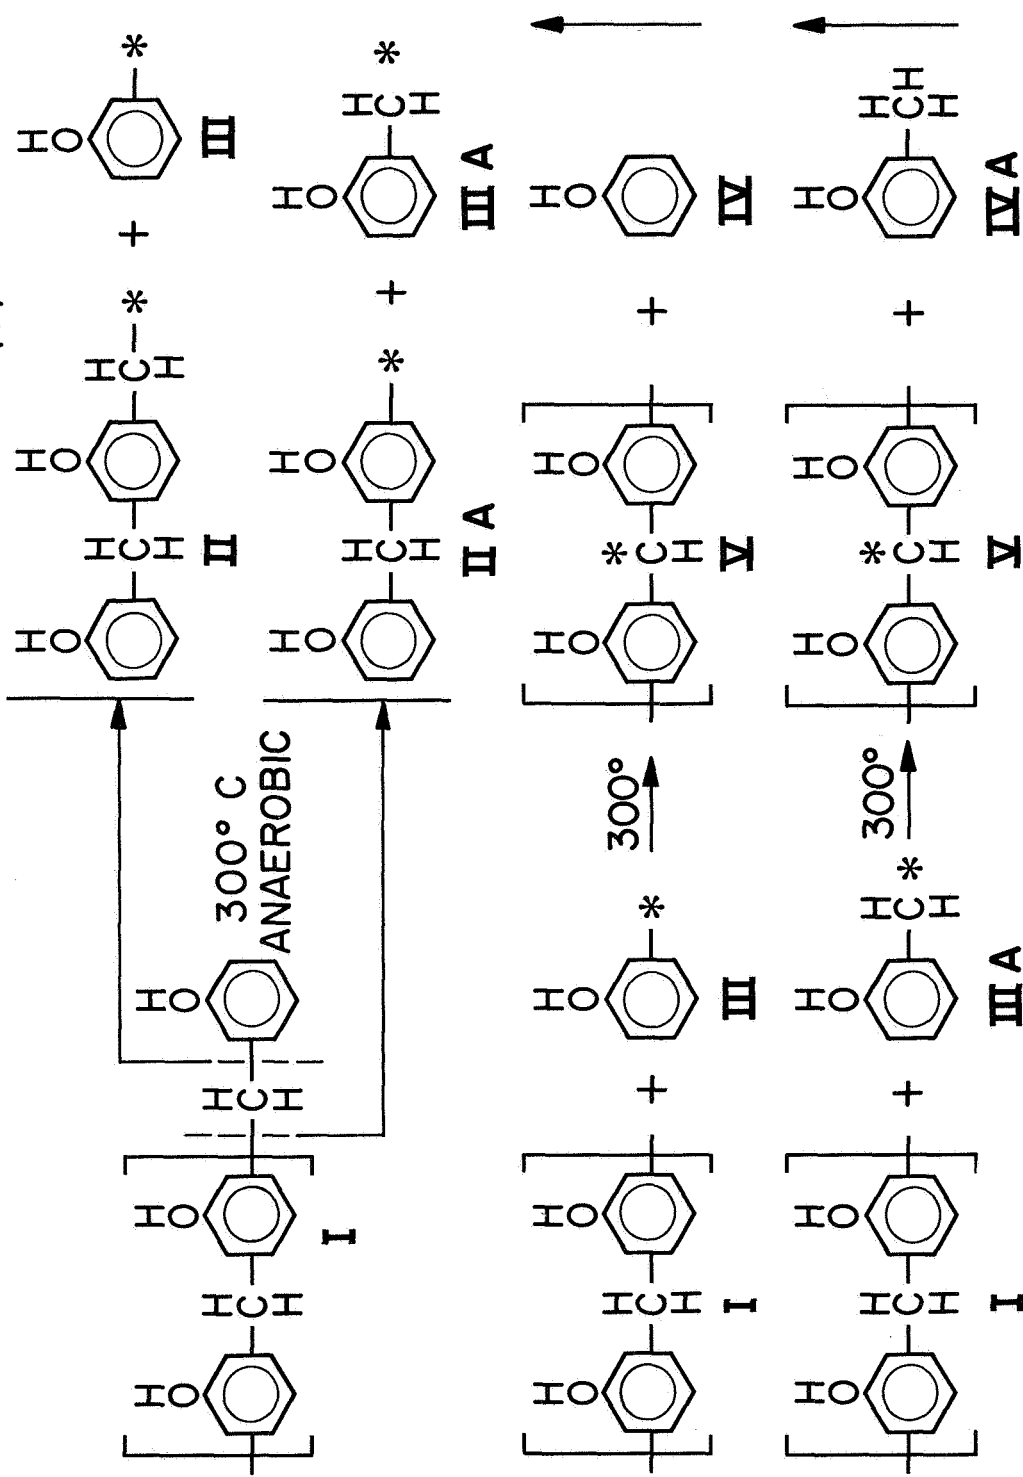 H H H
O O O
H H
C C * + *
H H
II III
H H H
O O O
H H
C C
H H
I
300° C
ANAEROBIC
H H H
O O O
H H
C * + C *
H H
II A III A
H H H H H H
O O O O O O
H 300° *
C + * C +
H H
I III V IV
H H H H H H
O O O O O O
H H 300° * H
C + C * C + C H
H H H H
I III A V IV A